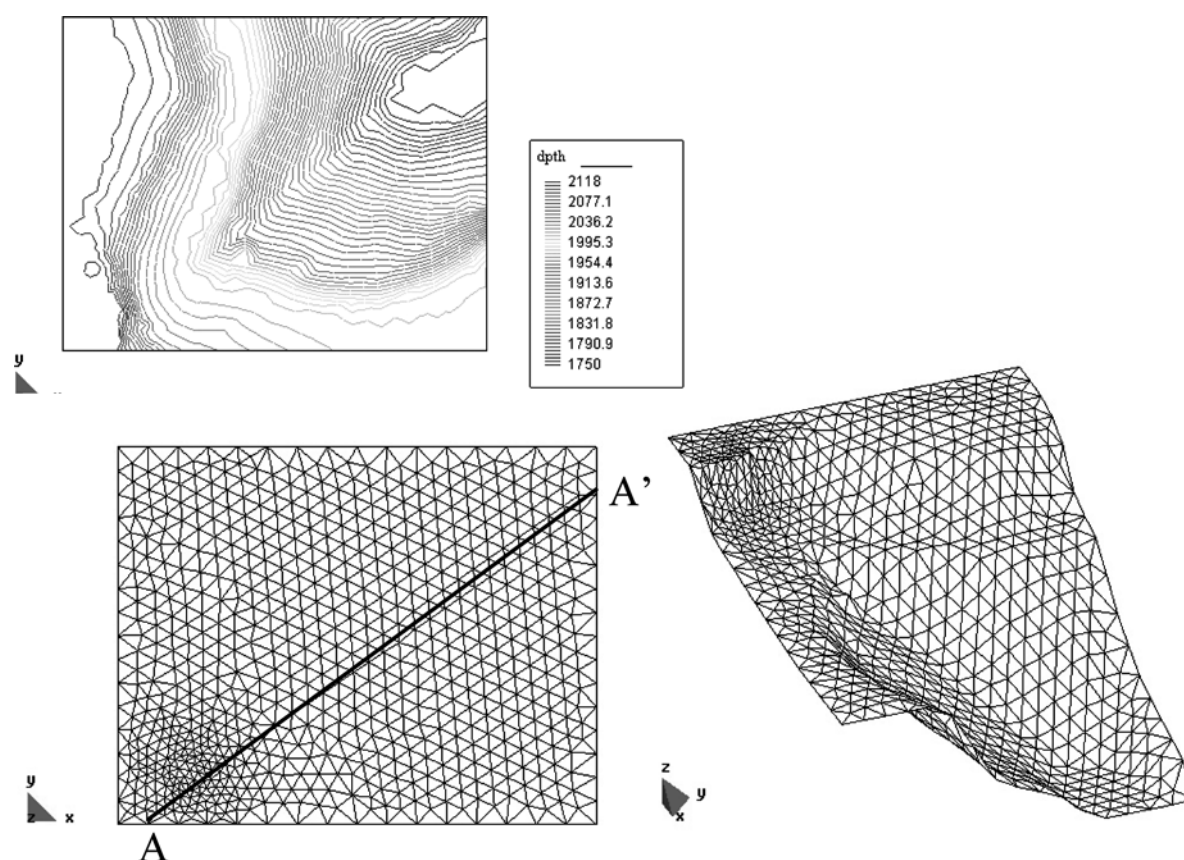 dpth
2118
2077.1
2036.2
1995.3
1954.4
1913.6
1872.7
1831.8
1790.9
1750
y
A’
y
z x
A
z
y
x